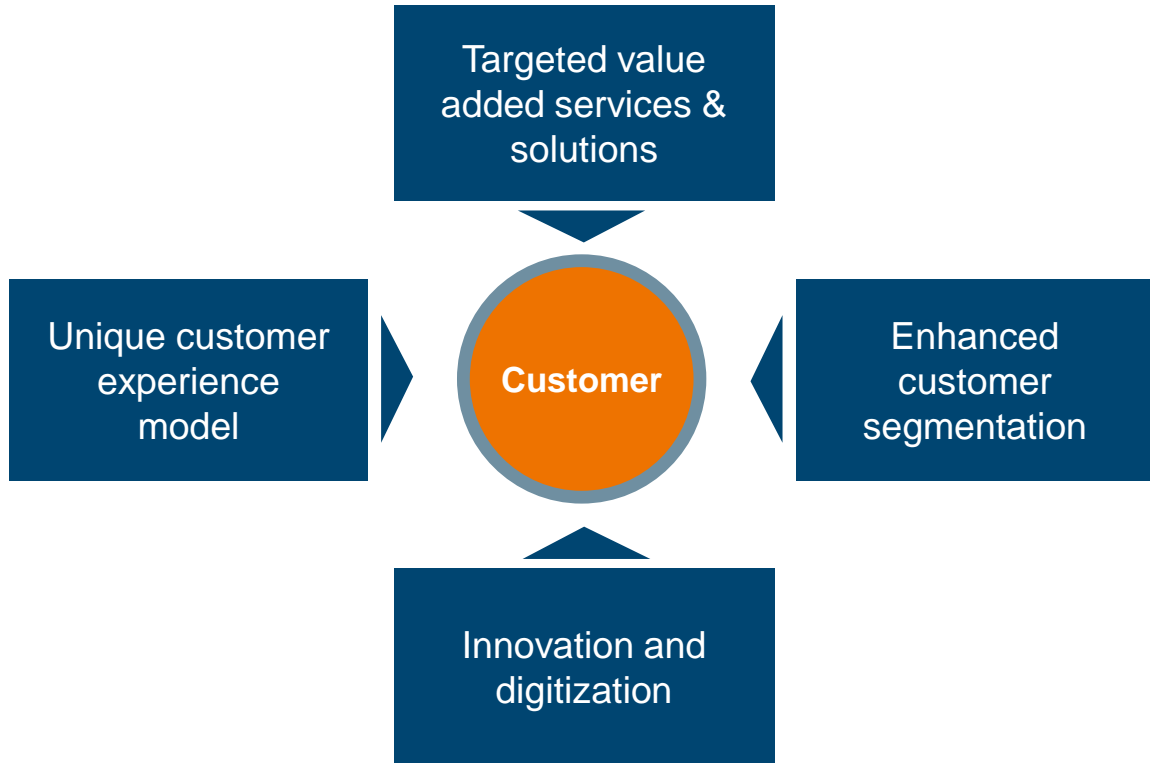 Targeted value
added services &
solutions
Unique customer
experience
model
Customer
Enhanced
customer
segmentation
Innovation and
digitization